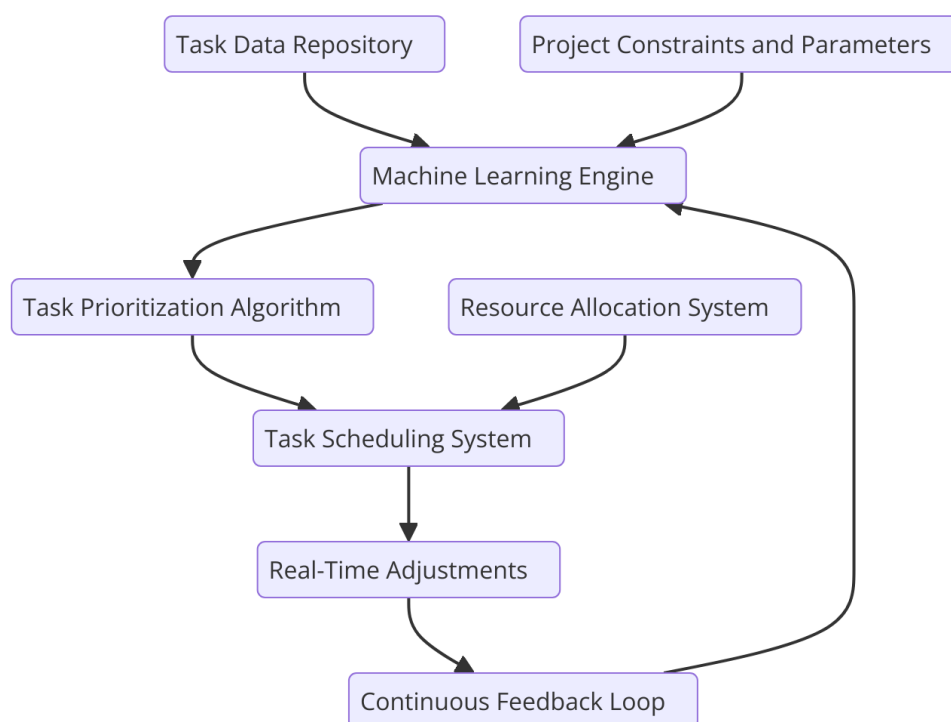 Task Data Repository
Project Constraints and Parameters
Machine Learning Engine
Task Prioritization Algorithm
Resource Allocation System
Task Scheduling System
Real-Time Adjustments
Continuous Feedback Loop